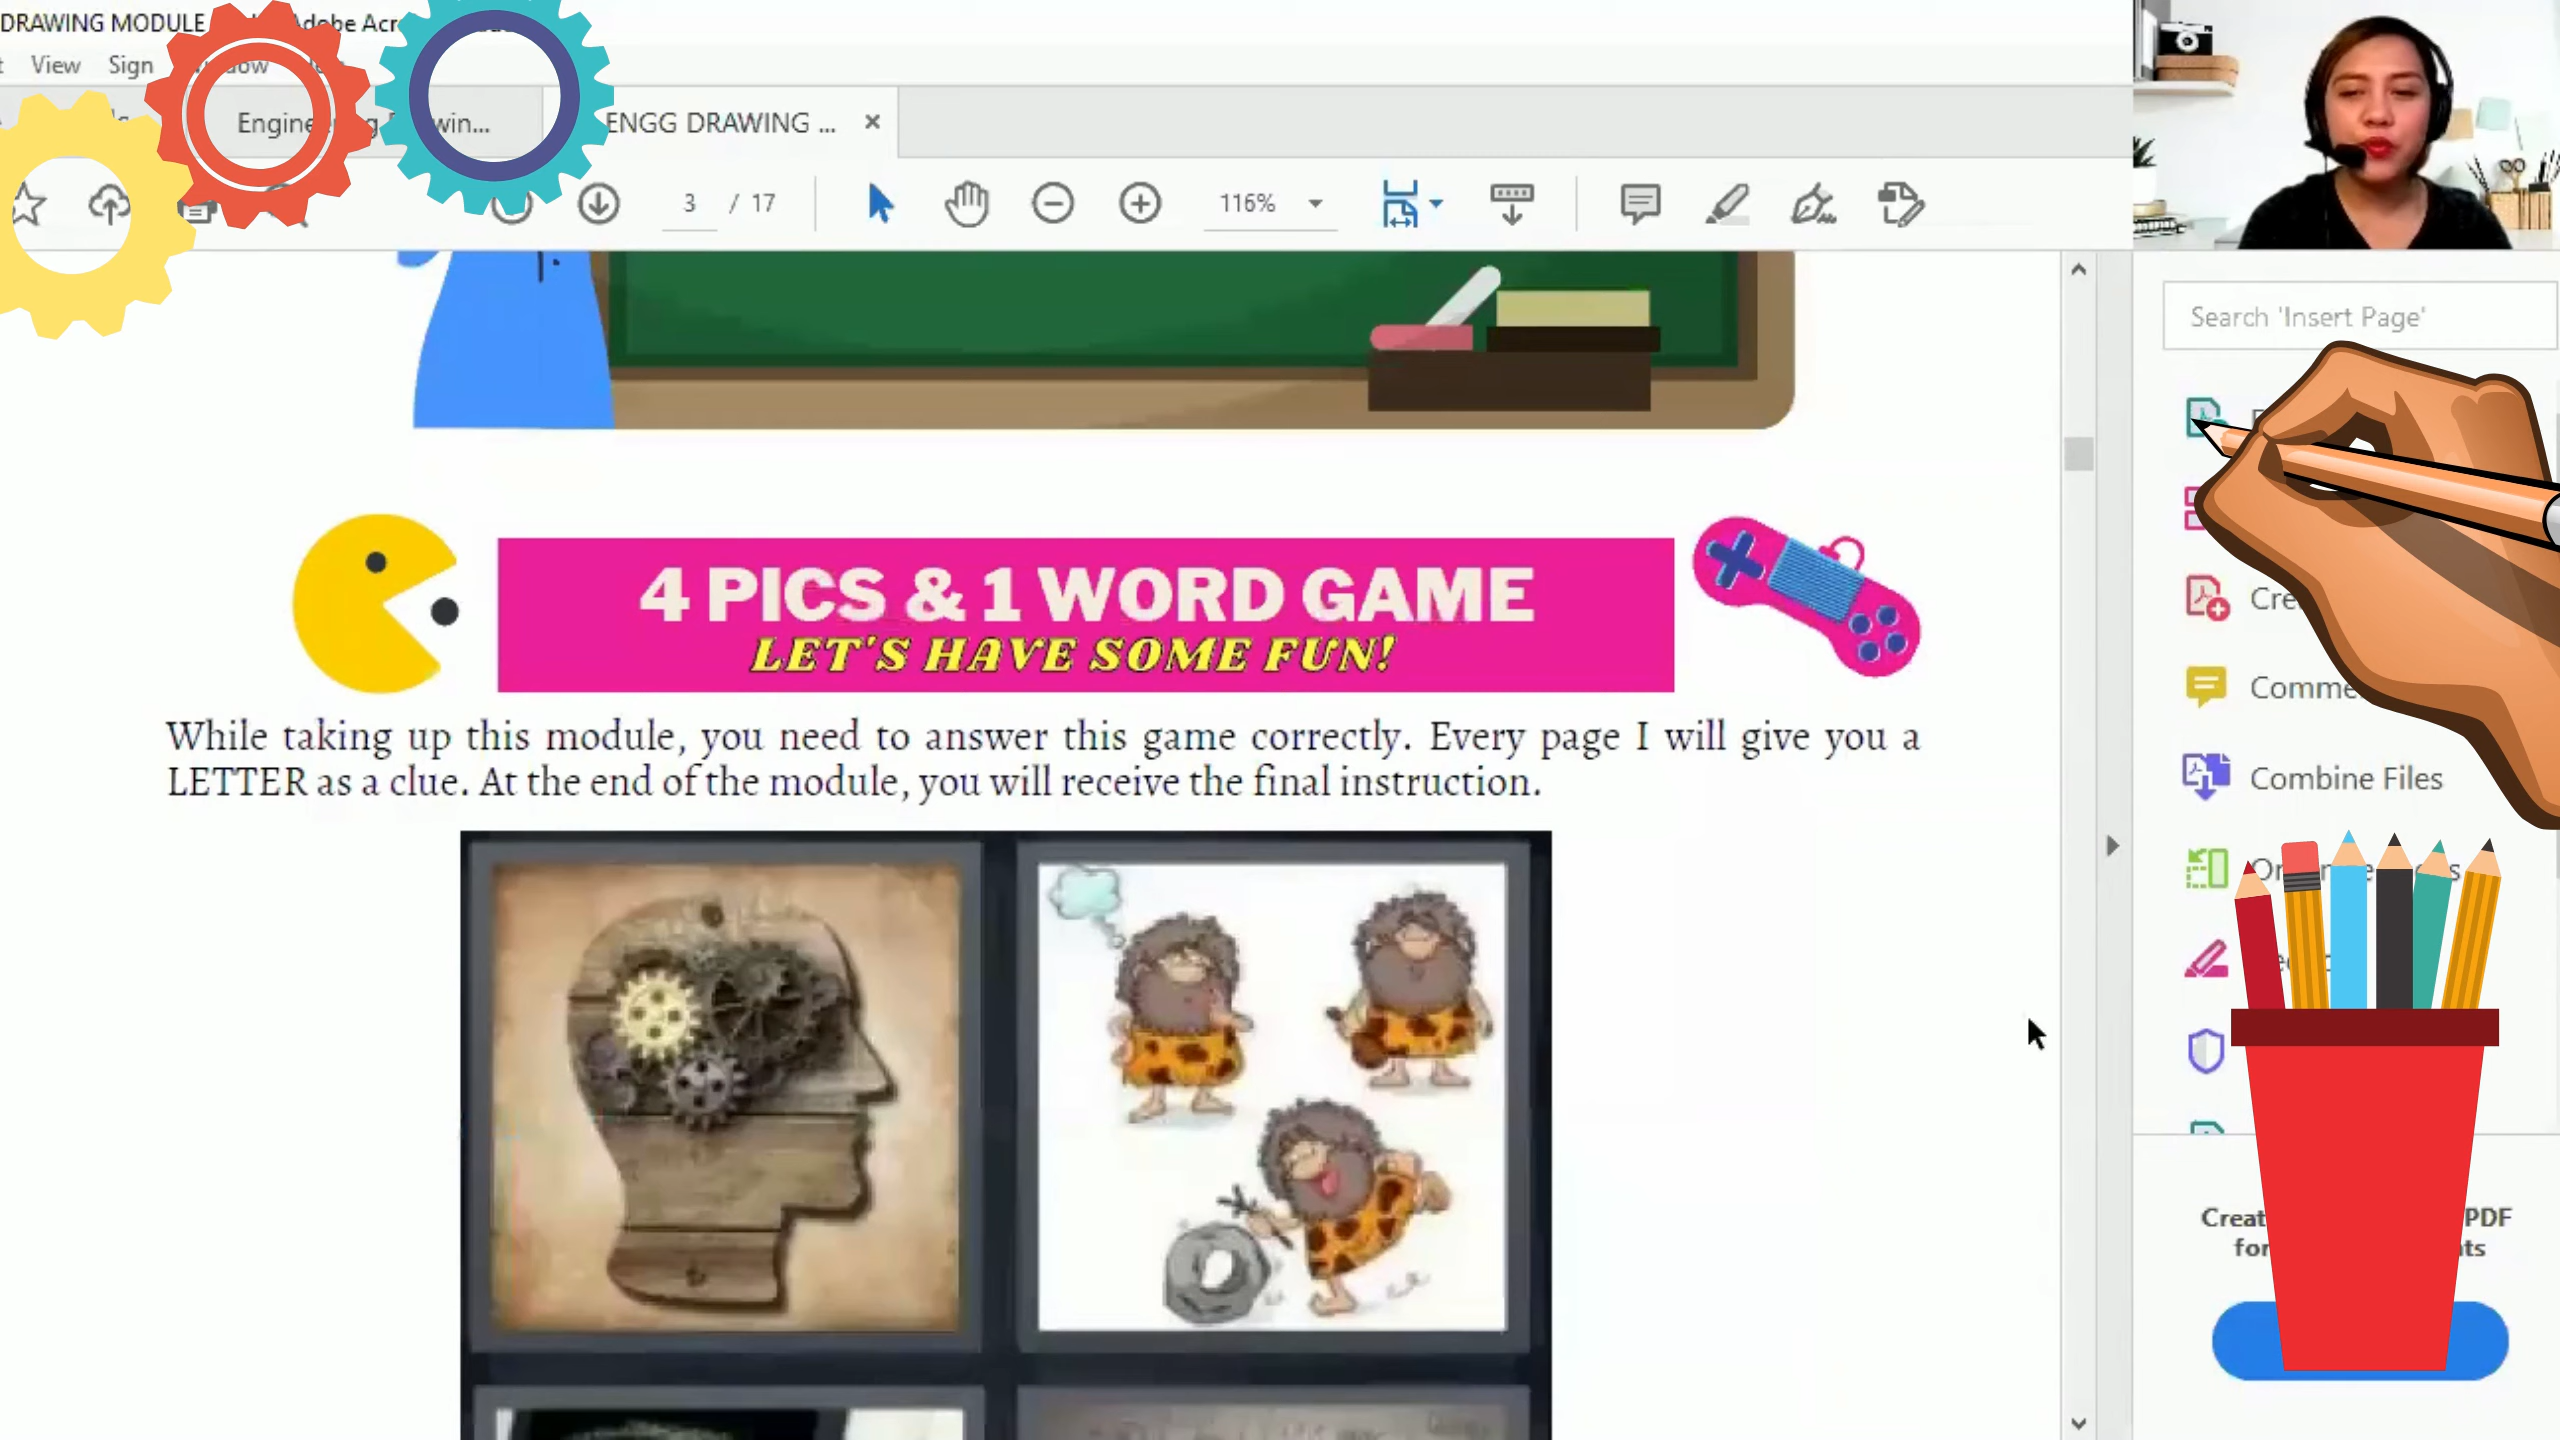 DRAWING MODULE
View Sign
ENGG DRAWING ...
3 / 17
116%
Search 'Insert Page'
4 PICS & 1 WORD GAME
LET'S HAVE SOME FUN!
While taking up this module, you need to answer this game correctly. Every page I will give you a
LETTER as a clue. At the end of the module, you will receive the final instruction.
Combine Files
PDF